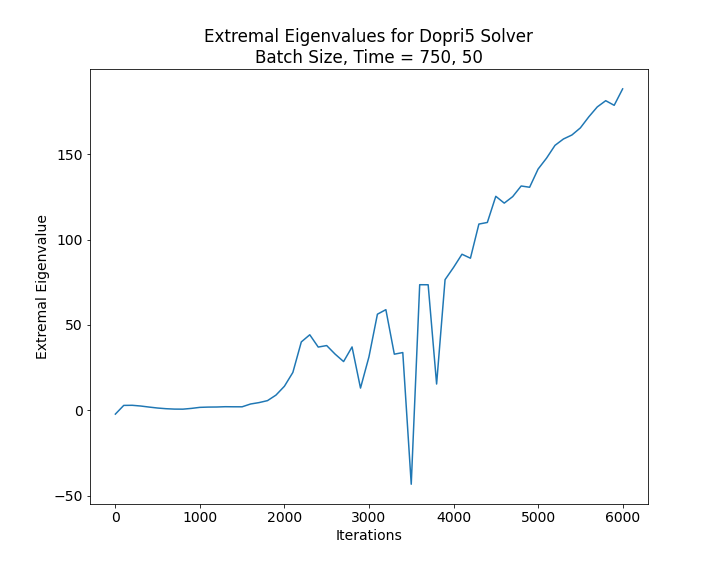 Extremal Eigenvalues for Dopri5 Solver
Batch Size, Time = 750, 50
Extremal Eigenvalue
150
100
50
0
−50
0 1000 2000 3000 4000 5000 6000
Iterations